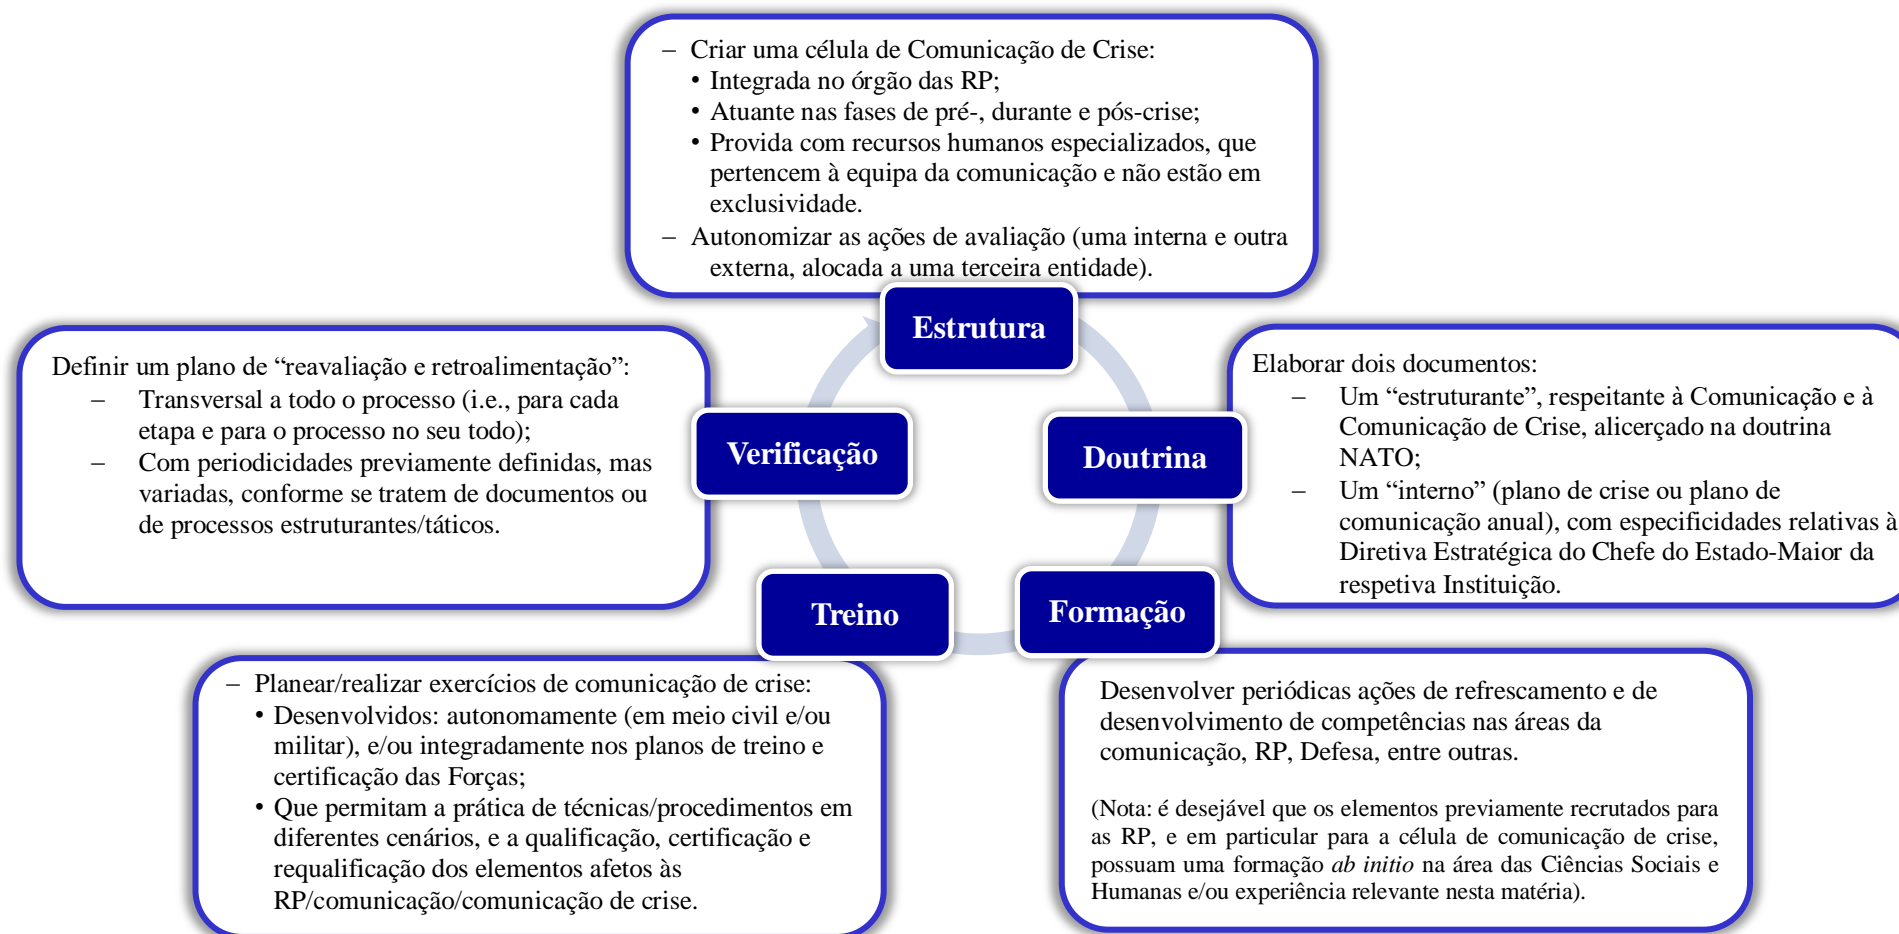 – Criar uma célula de Comunicação de Crise:
• Integrada no órgão das RP;
• Atuante nas fases de pré-, durante e pós-crise;
• Provida com recursos humanos especializados, que
pertencem à equipa da comunicação e não estão em
exclusividade.
– Autonomizar as ações de avaliação (uma interna e outra
externa, alocada a uma terceira entidade).
Estrutura
Elaborar dois documentos:
– Um “estruturante”, respeitante à Comunicação e à
Comunicação de Crise, alicerçado na doutrina
NATO;
– Um “interno” (plano de crise ou plano de
comunicação anual), com especificidades relativas à
Diretiva Estratégica do Chefe do Estado-Maior da
respetiva Instituição.
Doutrina
Formação
Desenvolver periódicas ações de refrescamento e de
desenvolvimento de competências nas áreas da
comunicação, RP, Defesa, entre outras.
(Nota: é desejável que os elementos previamente recrutados para
as RP, e em particular para a célula de comunicação de crise,
possuam uma formação ab initio na área das Ciências Sociais e
Humanas e/ou experiência relevante nesta matéria).
Treino
– Planear/realizar exercícios de comunicação de crise:
• Desenvolvidos: autonomamente (em meio civil e/ou
militar), e/ou integradamente nos planos de treino e
certificação das Forças;
• Que permitam a prática de técnicas/procedimentos em
diferentes cenários, e a qualificação, certificação e
requalificação dos elementos afetos às
RP/comunicação/comunicação de crise.
Verificação
Definir um plano de “reavaliação e retroalimentação”:
– Transversal a todo o processo (i.e., para cada
etapa e para o processo no seu todo);
– Com periodicidades previamente definidas, mas
variadas, conforme se tratem de documentos ou
de processos estruturantes/táticos.